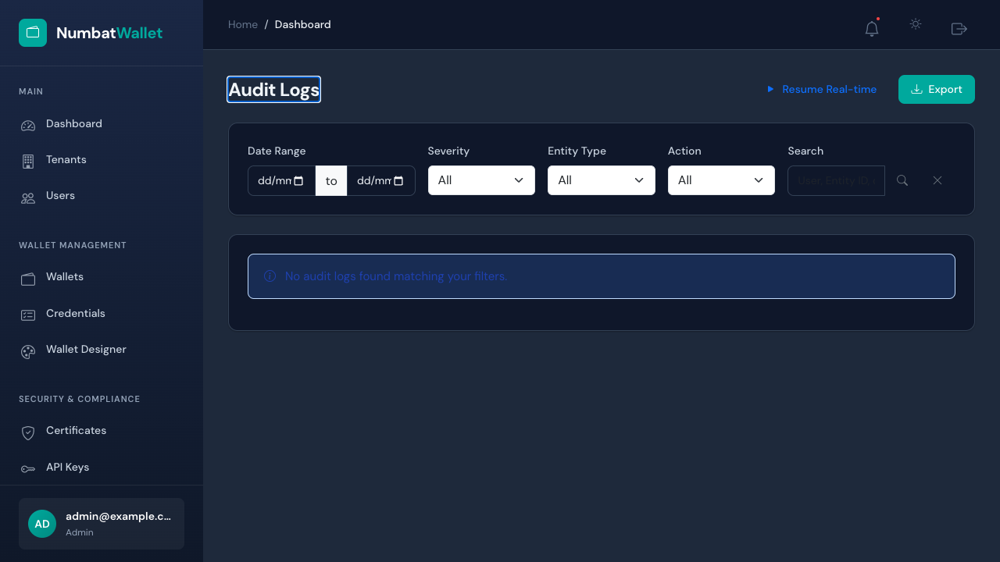 NumbatWallet
Home / Dashboard
MAIN
Dashboard
Tenants
Users
WALLET MANAGEMENT
Wallets
Credentials
Wallet Designer
SECURITY & COMPLIANCE
Certificates
API Keys
AD
admin@example.c...
Admin
Audit Logs
Resume Real-time
Export
Date Range
dd/mm
to
dd/mm
Severity
All
Entity Type
All
Action
All
Search
User, Entity ID,
No audit logs found matching your filters.